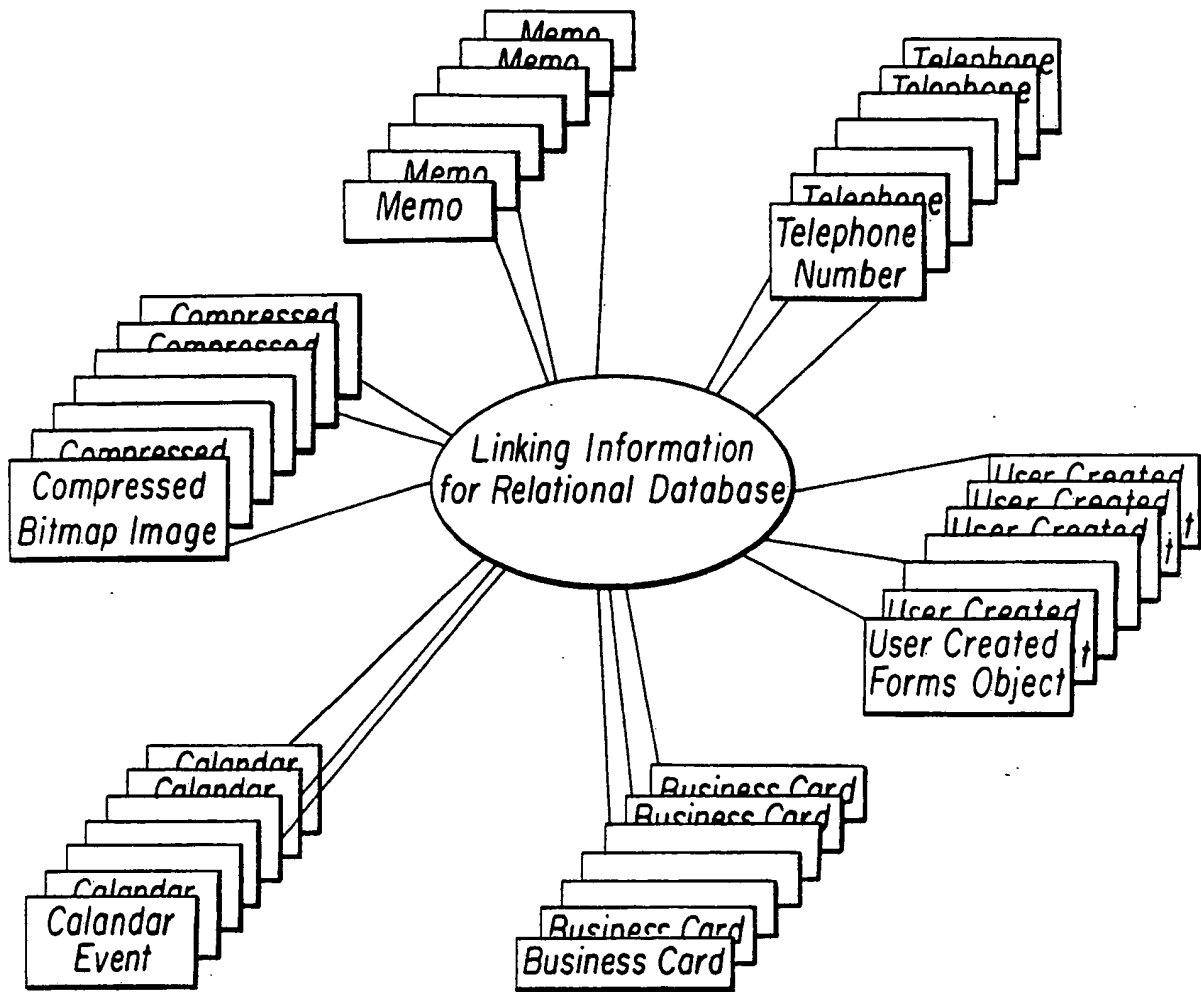 Memo
Memo
Memo
Memo
Telephone
Telephone
Telephone
Telephone
Number
Compressed
Compressed
Compressed
Compressed
Bitmap Image
Linking Information
for Relational Database
User Created
User Created
User Created
User Created
User Created
Forms Object
t
t
t
Calandar
Calandar
Calandar
Calandar
Event
Business Card
Business Card
Business Card
Business Card